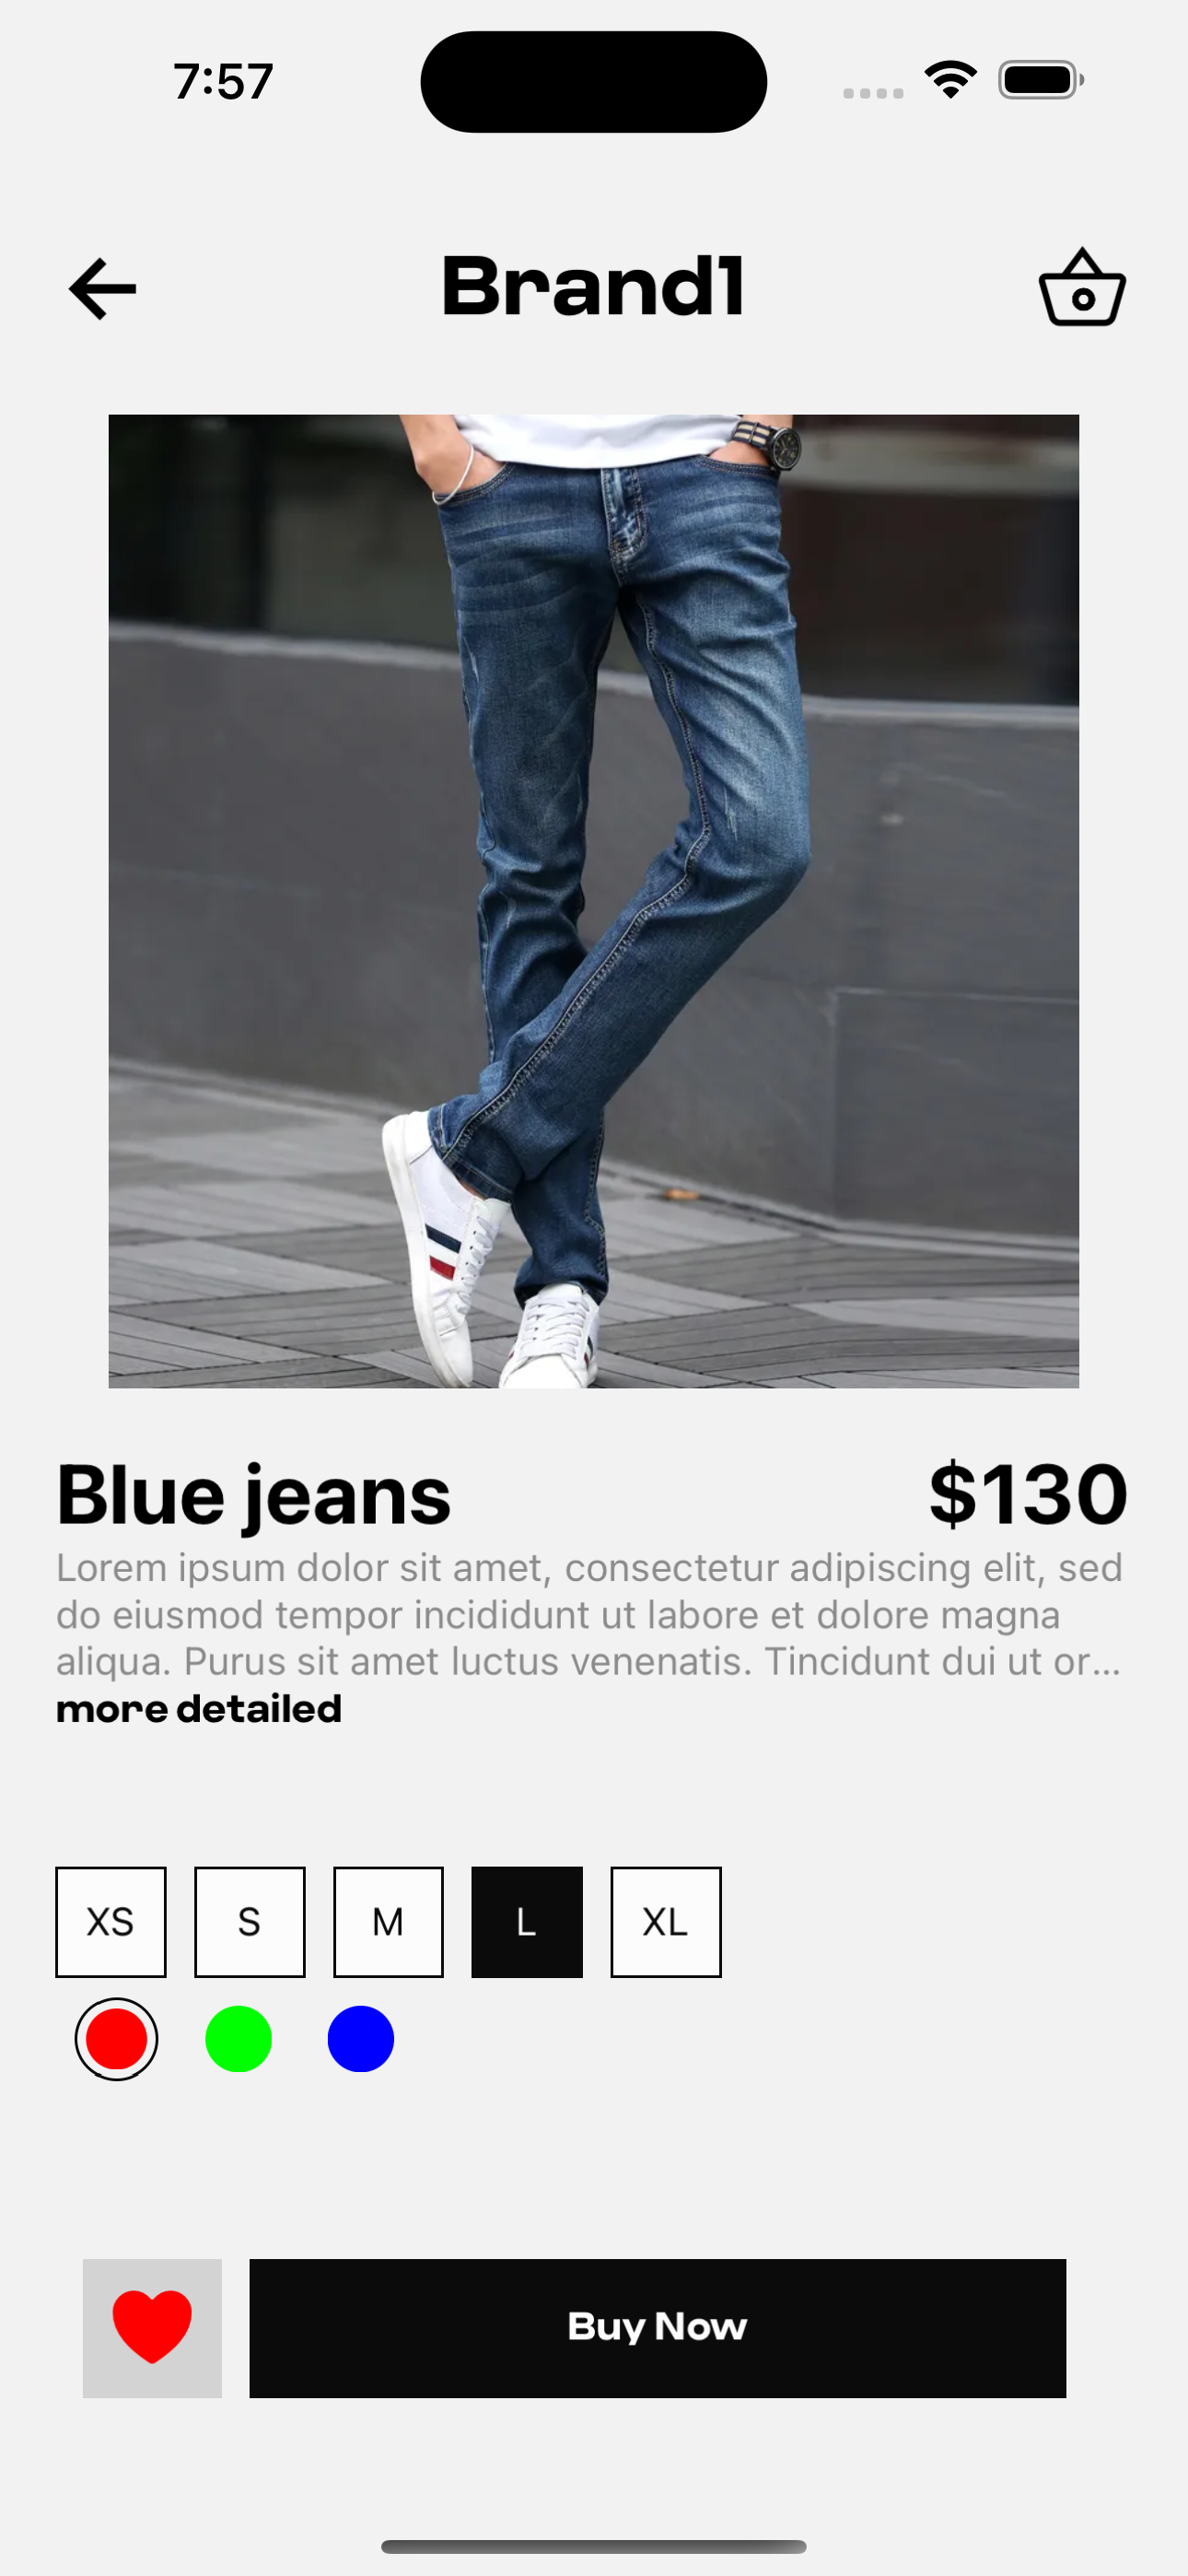 7:57
Brand1
Blue jeans
$130
Lorem ipsum dolor sit amet, consectetur adipiscing elit, sed
do eiusmod tempor incididunt ut labore et dolore magna
aliqua. Purus sit amet luctus venenatis. Tincidunt dui ut or...
more detailed
XS
S
M
L
XL
Buy Now